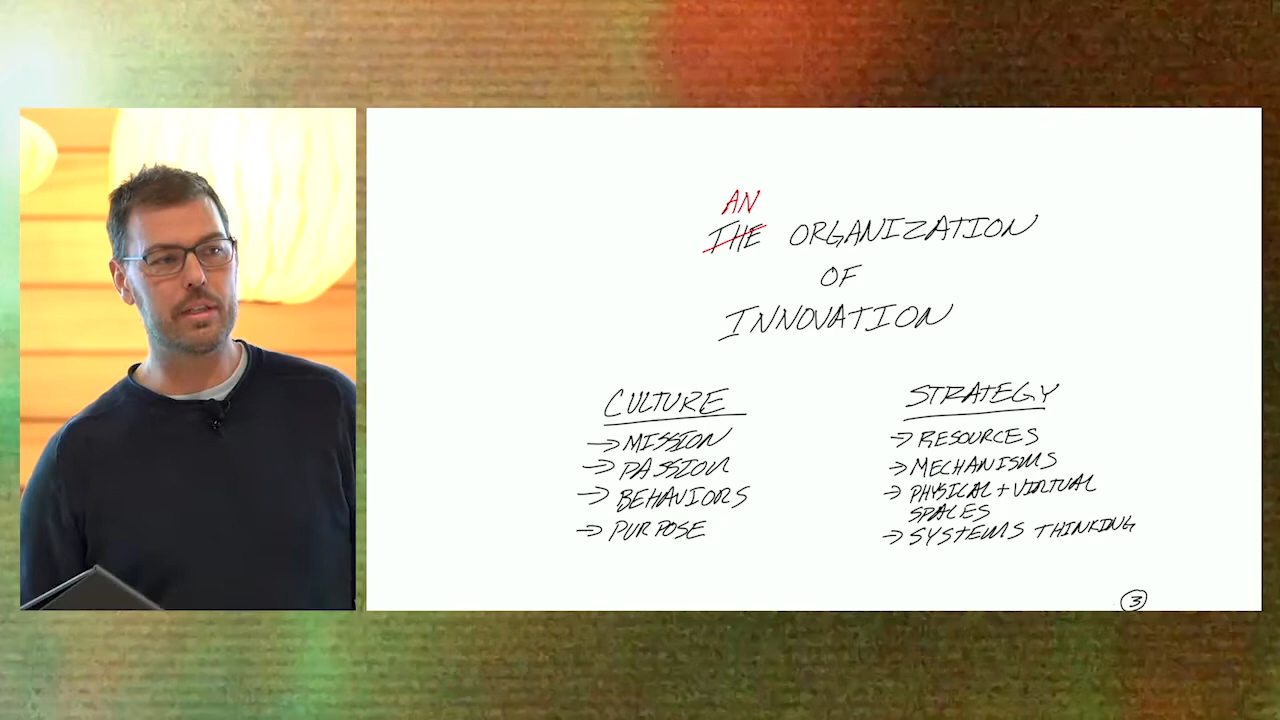 AN
THE ORGANIZATION
OF
INNOVATION
CULTURE
→ MISSION
→ PASSION
→ BEHAVIORS
→ PURPOSE
STRATEGY
→ RESOURCES
→ MECHANISMS
→ PHYSICAL + VIRTUAL
SPACES
→ SYSTEMS THINKING
3